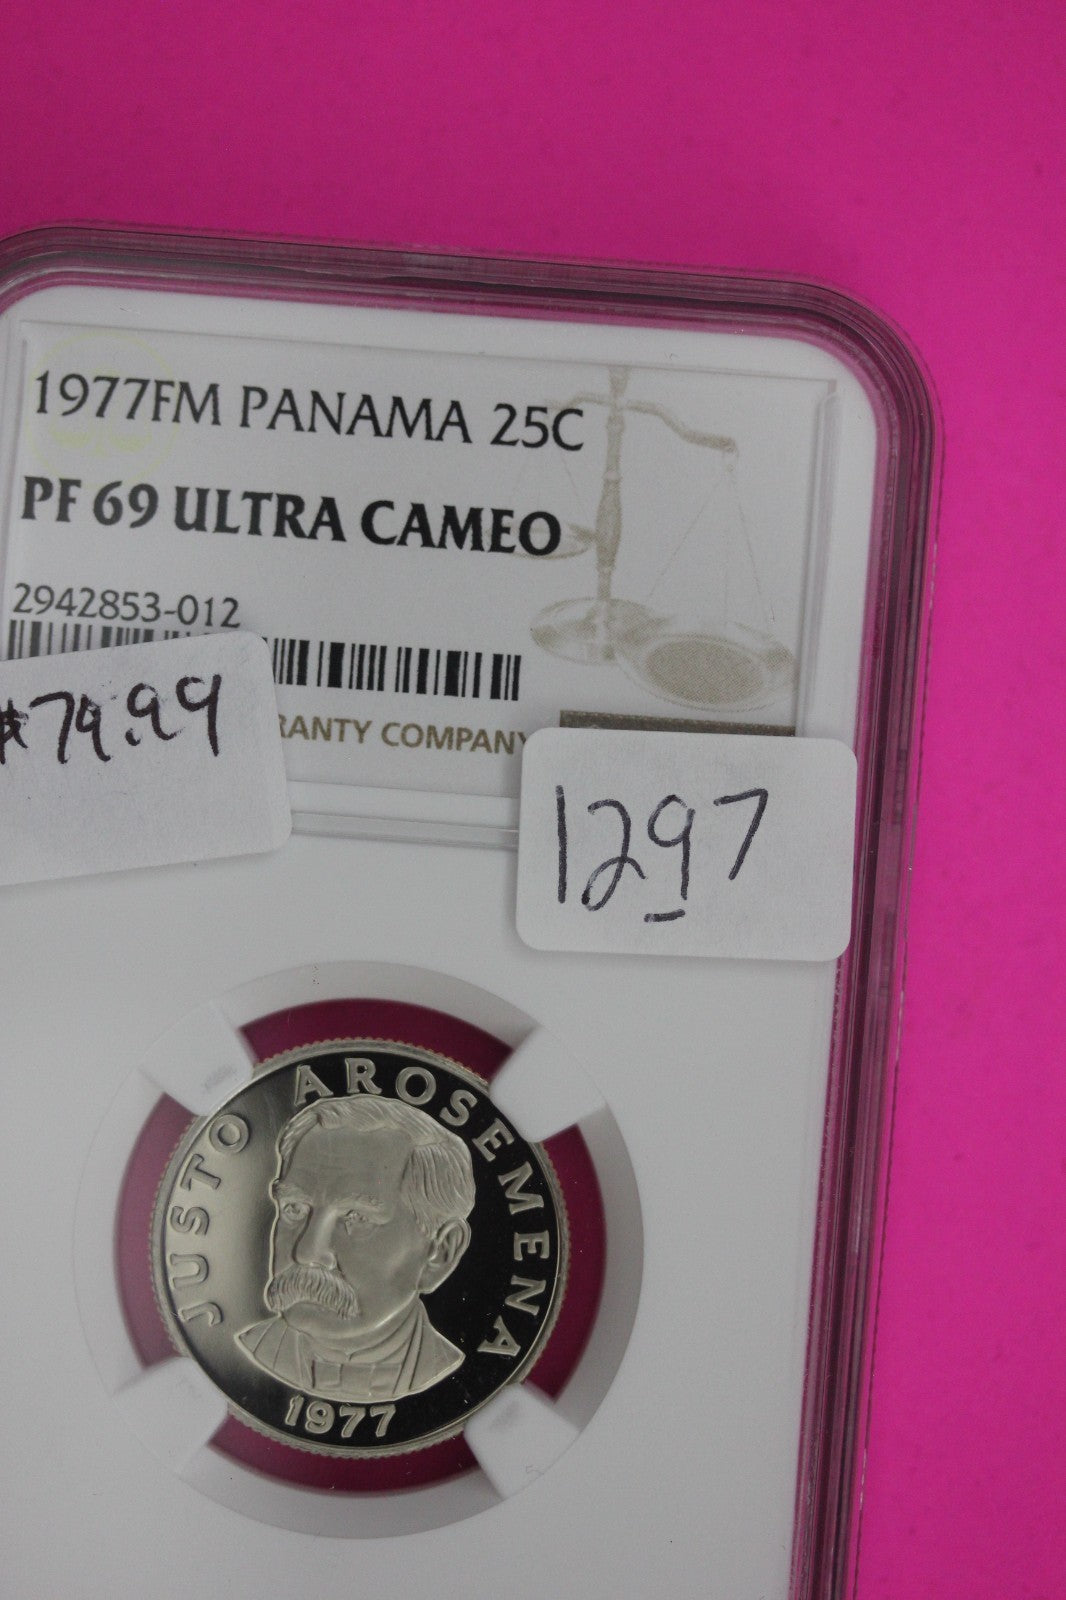 1977FM PANAMA 25C
PF 69 ULTRA CAMEO
2942853-012
RANTY COMPANY
$79.99
1297
JUSTO AROSEMENA
1977